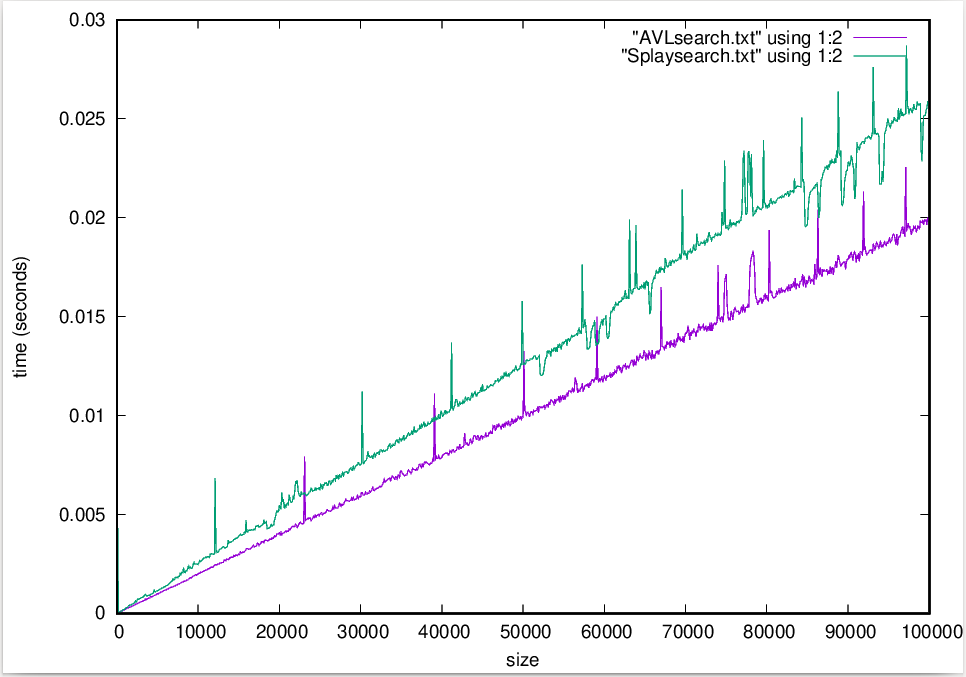 0.03
"AVLsearch.txt" using 1:2
"Splaysearch.txt" using 1:2
0.025
0.02
0.015
0.01
0.005
0
time (seconds)
0 10000 20000 30000 40000 50000 60000 70000 80000 90000 100000
size